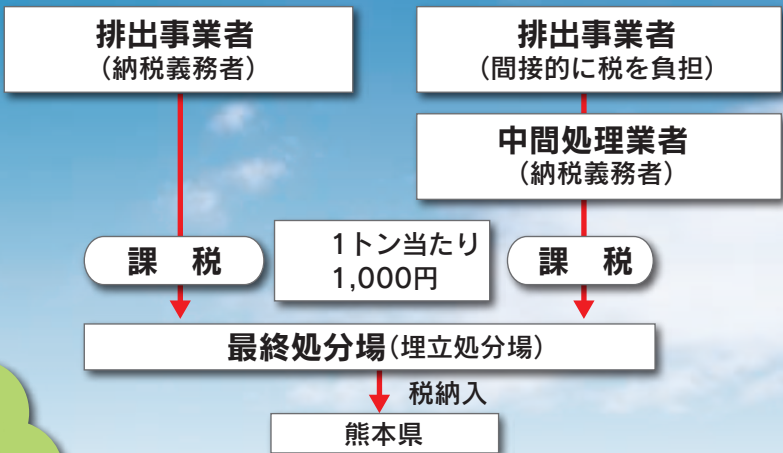 排出事業者
（納税義務者）
排出事業者
（間接的に税を負担）
中間処理業者
（納税義務者）
課　税
1トン当たり
1,000円
課　税
最終処分場（埋立処分場）
税納入
熊本県